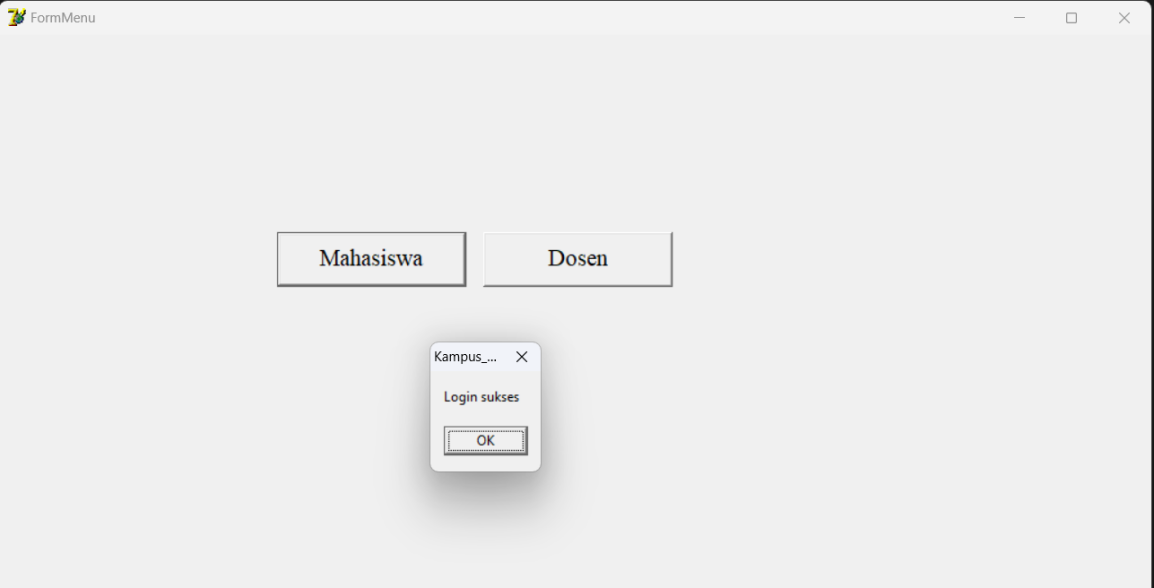 FormMenu
Mahasiswa
Dosen
Kampus_...
Login sukses
OK